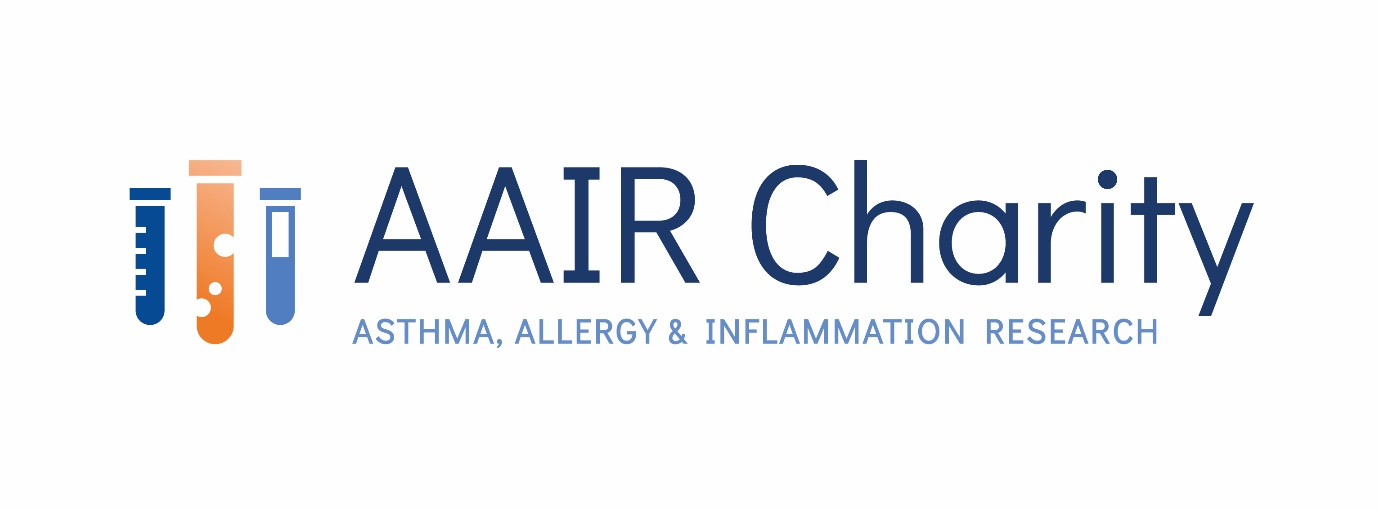 AAIR Charity
ASTHMA, ALLERGY & INFLAMMATION RESEARCH